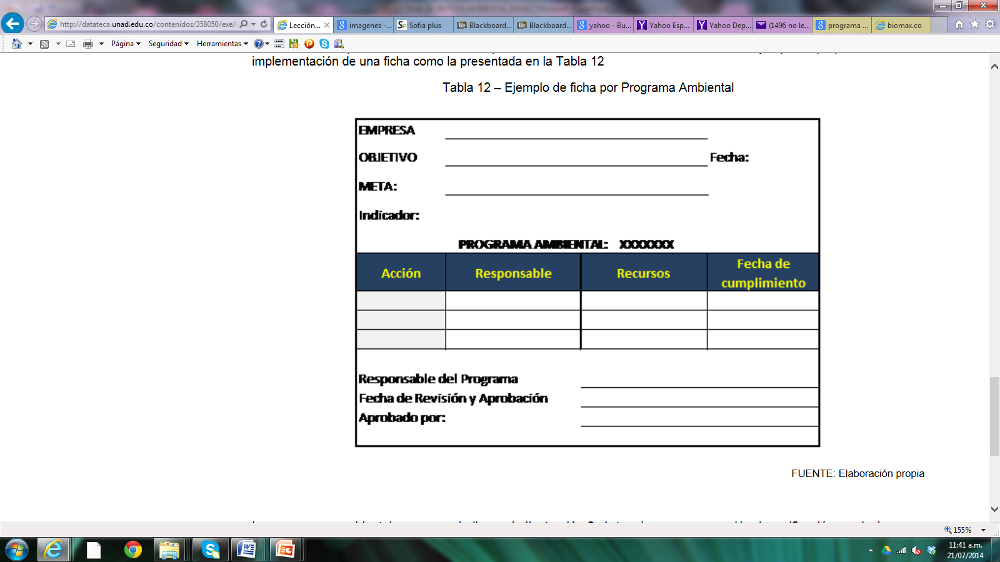 http://datateca.unad.edu.co/contenidos/358050/exe/
Lección...
imagenes -...
Sofia plus
Blackboard...
Blackboard...
yahoo - Bu...
Yahoo Esp...
Yahoo Dep...
(1496 no le...
programa ...
biomax.co
Página
Seguridad
Herramientas
implementación de una ficha como la presentada en la Tabla 12
Tabla 12 – Ejemplo de ficha por Programa Ambiental
EMPRESA
OBJETIVO Fecha:
META:
Indicador:
PROGRAMA AMBIENTAL: XXXXXXX
Acción Responsable Recursos Fecha de
cumplimiento
Responsable del Programa
Fecha de Revisión y Aprobación
Aprobado por:
FUENTE: Elaboración propia
155%
11:41 a.m.
21/07/2014